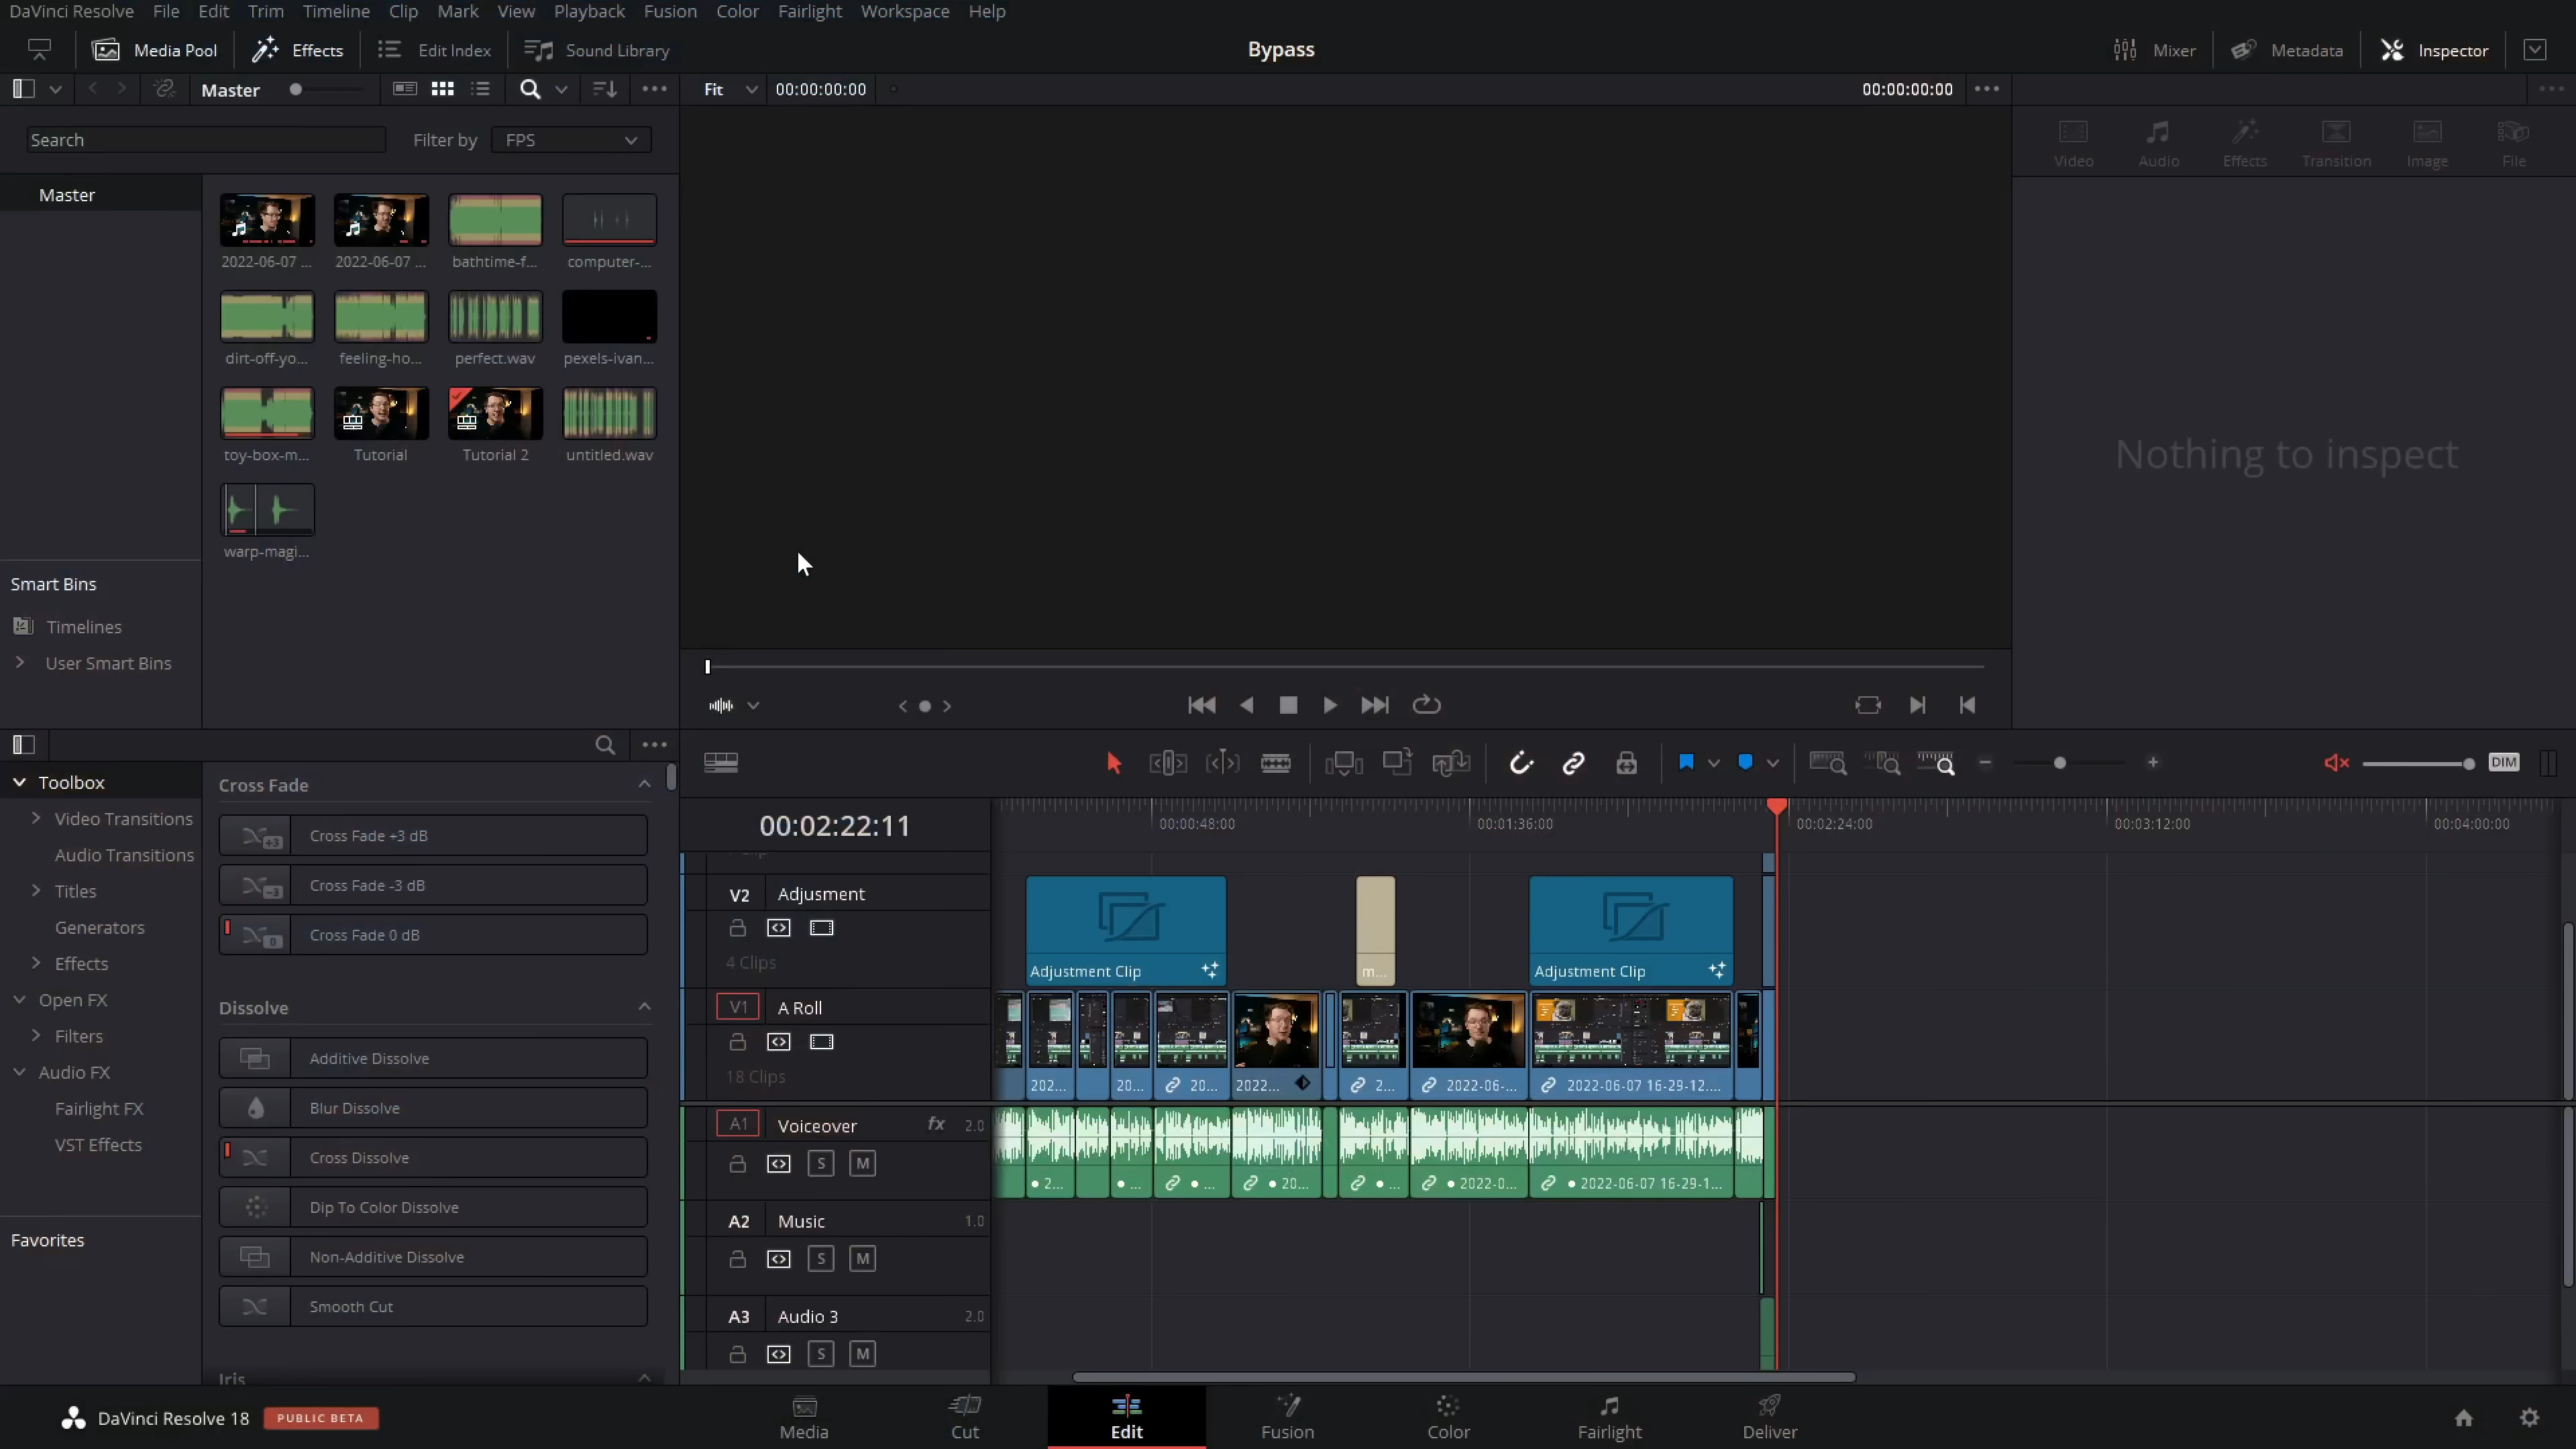 DaVinci Resolve File Edit Trim Timeline Clip Mark View Playback Fusion Color Fairlight Workspace Help
Media Pool Effects Edit Index Sound Library Bypass Mixer Metadata Inspector
Master Fit 00:00:00:00 00:00:00:00
Search Filter by FPS
Video Audio Effects Transition Image File
Master
2022-06-07 ... 2022-06-07 ... bathtime-f... computer-...
dirt-off-yo... feeling-ho... perfect.wav pexels-ivan...
toy-box-m... Tutorial Tutorial 2 untitled.wav
warp-magi...
Nothing to inspect
Smart Bins
Timelines
User Smart Bins
DIM
Toolbox
Video Transitions
Audio Transitions
Titles
Generators
Effects
Open FX
Filters
Audio FX
Fairlight FX
VST Effects
Favorites
Cross Fade
+3 Cross Fade +3 dB
-3 Cross Fade -3 dB
0 Cross Fade 0 dB
Dissolve
Additive Dissolve
Blur Dissolve
Cross Dissolve
Dip To Color Dissolve
Non-Additive Dissolve
Smooth Cut
Iris
00:02:22:11 00:00:48:00 00:01:36:00 00:02:24:00 00:03:12:00 00:04:00:00
V2 Adjusment
4 Clips
Adjustment Clip m... Adjustment Clip
V1 A Roll
18 Clips
202... 20... 20... 2022... 2... 2022-06-... 2022-06-07 16-29-12....
A1 Voiceover fx 2.0
S M
2... ... ... 20... ... 2022-0... 2022-06-07 16-29-1...
A2 Music 1.0
S M
A3 Audio 3 2.0
S M
DaVinci Resolve 18 PUBLIC BETA
Media Cut Edit Fusion Color Fairlight Deliver